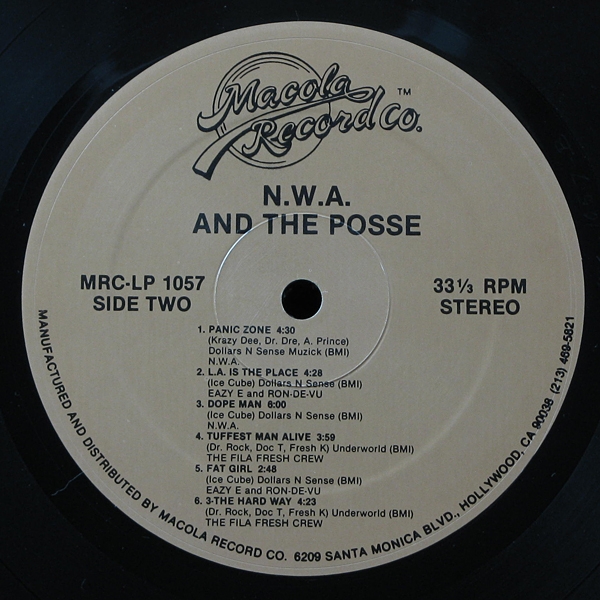 Macola
Record Co.
™
N.W.A.
AND THE POSSE
MRC-LP 1057
SIDE TWO
33⅓ RPM
STEREO
1. PANIC ZONE 4:30
(Krazy Dee, Dr. Dre, A. Prince)
Dollars N Sense Muzick (BMI)
N.W.A.
2. L.A. IS THE PLACE 4:28
(Ice Cube) Dollars N Sense (BMI)
EAZY E and RON-DE-VU
3. DOPE MAN 6:00
(Ice Cube) Dollars N Sense (BMI)
N.W.A.
4. TUFFEST MAN ALIVE 3:59
(Dr. Rock, Doc T, Fresh K) Underworld (BMI)
THE FILA FRESH CREW
5. FAT GIRL 2:48
(Ice Cube) Dollars N Sense (BMI)
EAZY E and RON-DE-VU
6. 3-THE HARD WAY 4:23
(Dr. Rock, Doc T, Fresh K) Underworld (BMI)
THE FILA FRESH CREW
MANUFACTURED AND DISTRIBUTED BY MACOLA RECORD CO. 6209 SANTA MONICA BLVD., HOLLYWOOD, CA 90038 (213) 469-5821